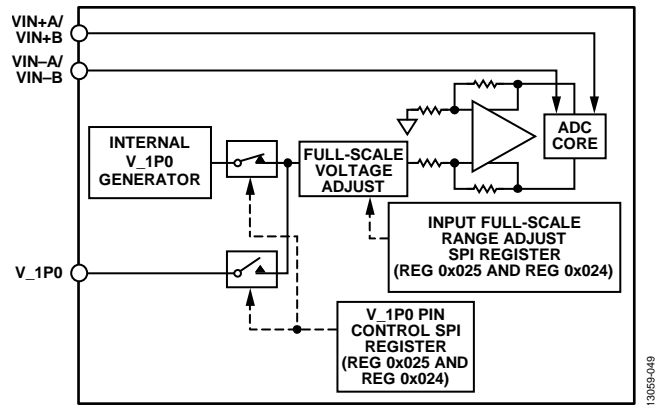 VIN+A/
VIN+B
VIN–A/
VIN–B
INTERNAL
V_1P0
GENERATOR
FULL-SCALE
VOLTAGE
ADJUST
ADC
CORE
INPUT FULL-SCALE
RANGE ADJUST
SPI REGISTER
(REG 0x025 AND REG 0x024)
V_1P0
V_1P0 PIN
CONTROL SPI
REGISTER
(REG 0x025 AND
REG 0x024)
13059-049